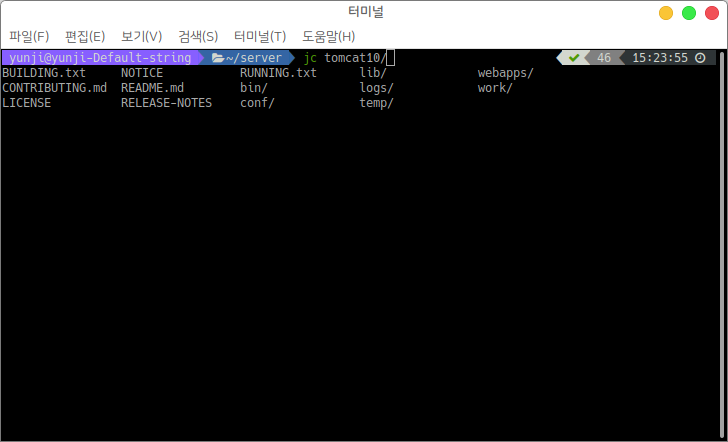 터미널
파일(F) 편집(E) 보기(V) 검색(S) 터미널(T) 도움말(H)
yunji@yunji-Default-string ~/server jc tomcat10/ 46 15:23:55
BUILDING.txt NOTICE RUNNING.txt lib/ webapps/
CONTRIBUTING.md README.md bin/ logs/ work/
LICENSE RELEASE-NOTES conf/ temp/